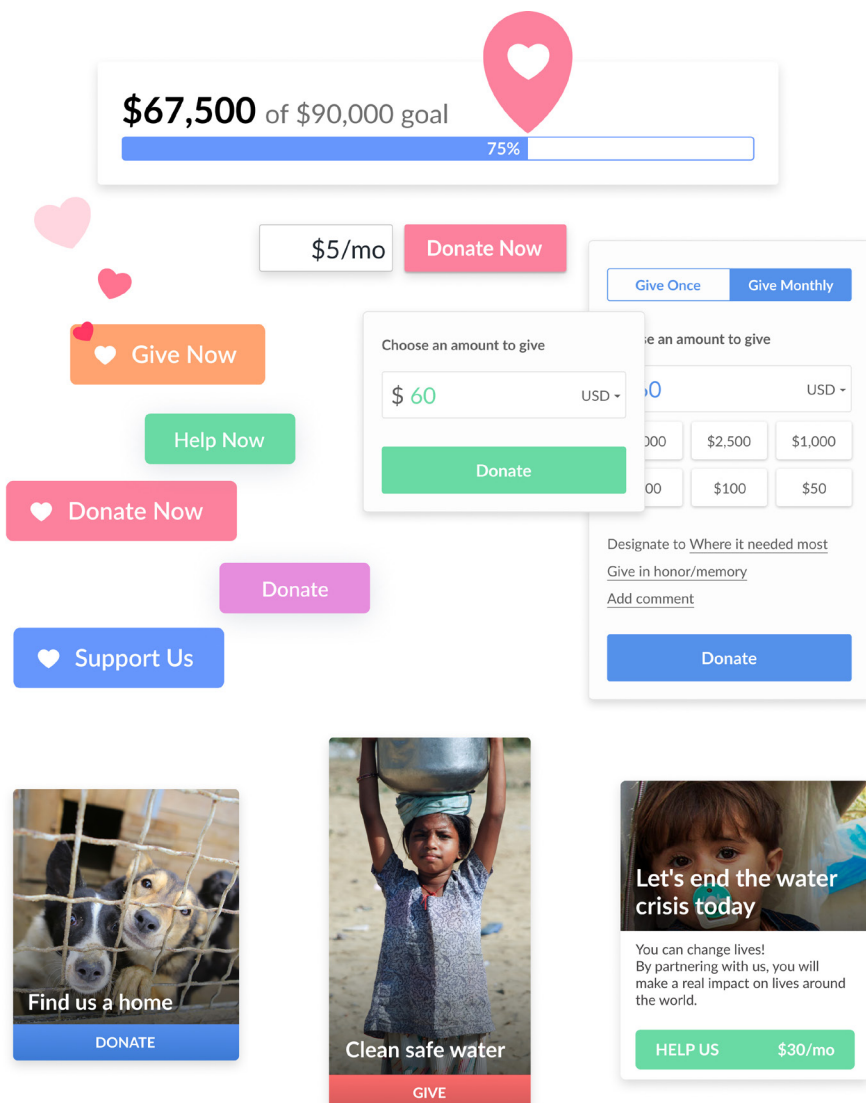 $67,500 of $90,000 goal
75%
$5/mo
Donate Now
Give Once
Give Monthly
Give Now
Choose an amount to give
an amount to give
$ 60
USD
USD
Help Now
$2,500
$1,000
Donate
$100
$50
Donate Now
Designate to Where it needed most
Give in honor/memory
Donate
Add comment
Support Us
Donate
Find us a home
DONATE
Clean safe water
GIVE
Let's end the water
crisis today
You can change lives!
By partnering with us, you will
make a real impact on lives around
the world.
HELP US
$30/mo